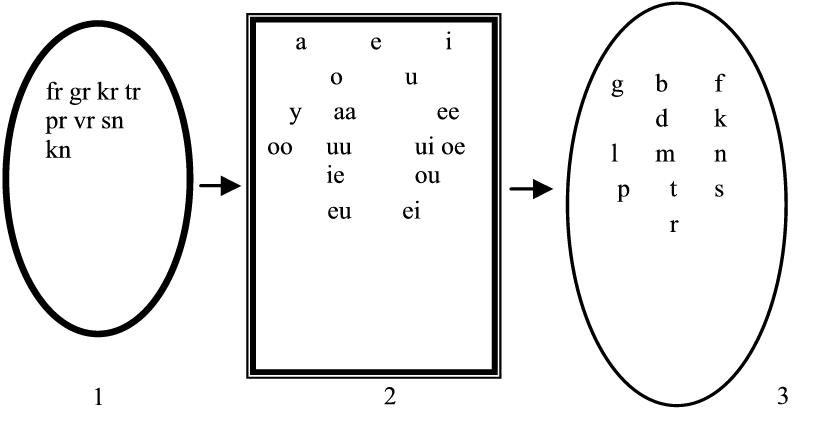 fr gr kr tr
pr vr sn
kn
1
a e i
o u
y aa ee
oo uu ui oe
ie ou
eu ei
2
g b f
d k
l m n
p t s
r
3